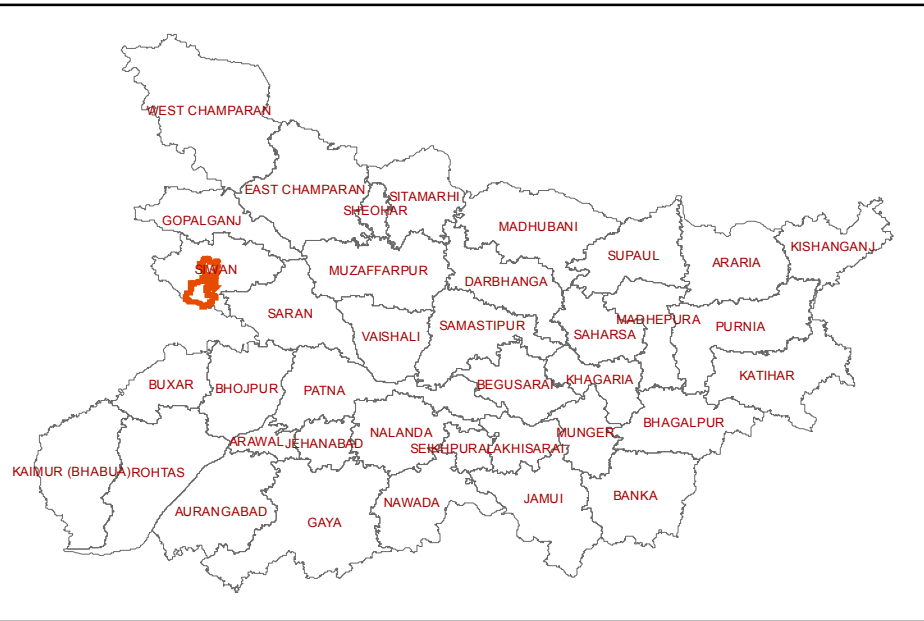 WEST CHAMPARAN
EAST CHAMPARAN
SITAMARHI
SHEOHAR
GOPALGANJ
MADHUBANI
KISHANGANJ
SUPAUL
ARARIA
SIWAN
MUZAFFARPUR
DARBHANGA
SARAN
MADHEPURA
SAMASTIPUR
PURNIA
VAISHALI
SAHARSA
KATIHAR
BUXAR
BHOJPUR
PATNA
BEGUSARAI
KHAGARIA
BHAGALPUR
NALANDA
MUNGER
ARAWAL
JEHANABAD
SEIKHPURA
LAKHISARAT
KAIMUR (BHABUA)
ROHTAS
JAMUI
BANKA
NAWADA
AURANGABAD
GAYA